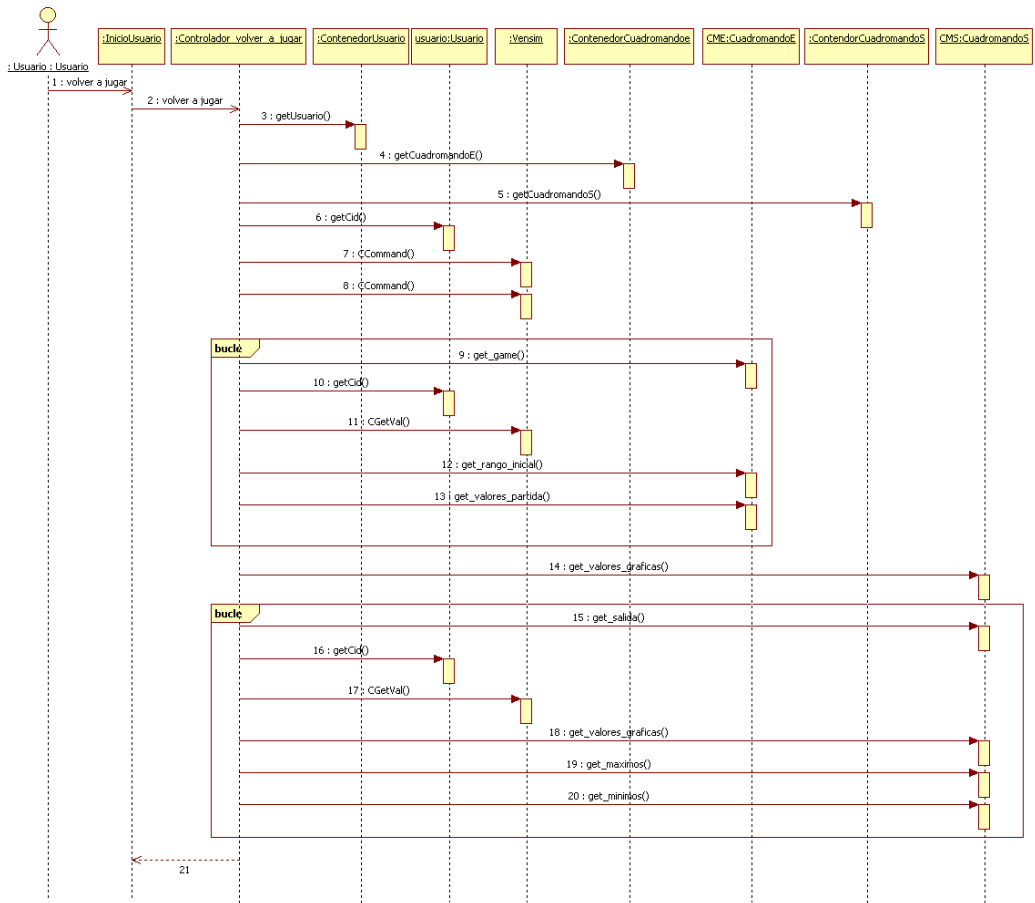 : Usuario : Usuario
:InicioUsuario
:Controlador volver a jugar
:ContenedorUsuario
usuario:Usuario
:Vensim
:ContenedorCuadromandoe
CME:CuadromandoE
:ContendorCuadromandoS
CMS:CuadromandoS
1 : volver a jugar
2 : volver a jugar
3 : getUsuario()
4 : getCuadromandoE()
5 : getCuadromandoS()
6 : getCid()
7 : CCommand()
8 : CCommand()
bucle
9 : get_game()
10 : getCid()
11 : CGetVal()
12 : get_rango_inicial()
13 : get_valores_partida()
14 : get_valores_graficas()
bucle
15 : get_salida()
16 : getCid()
17 : CGetVal()
18 : get_valores_graficas()
19 : get_maximos()
20 : get_minimos()
21